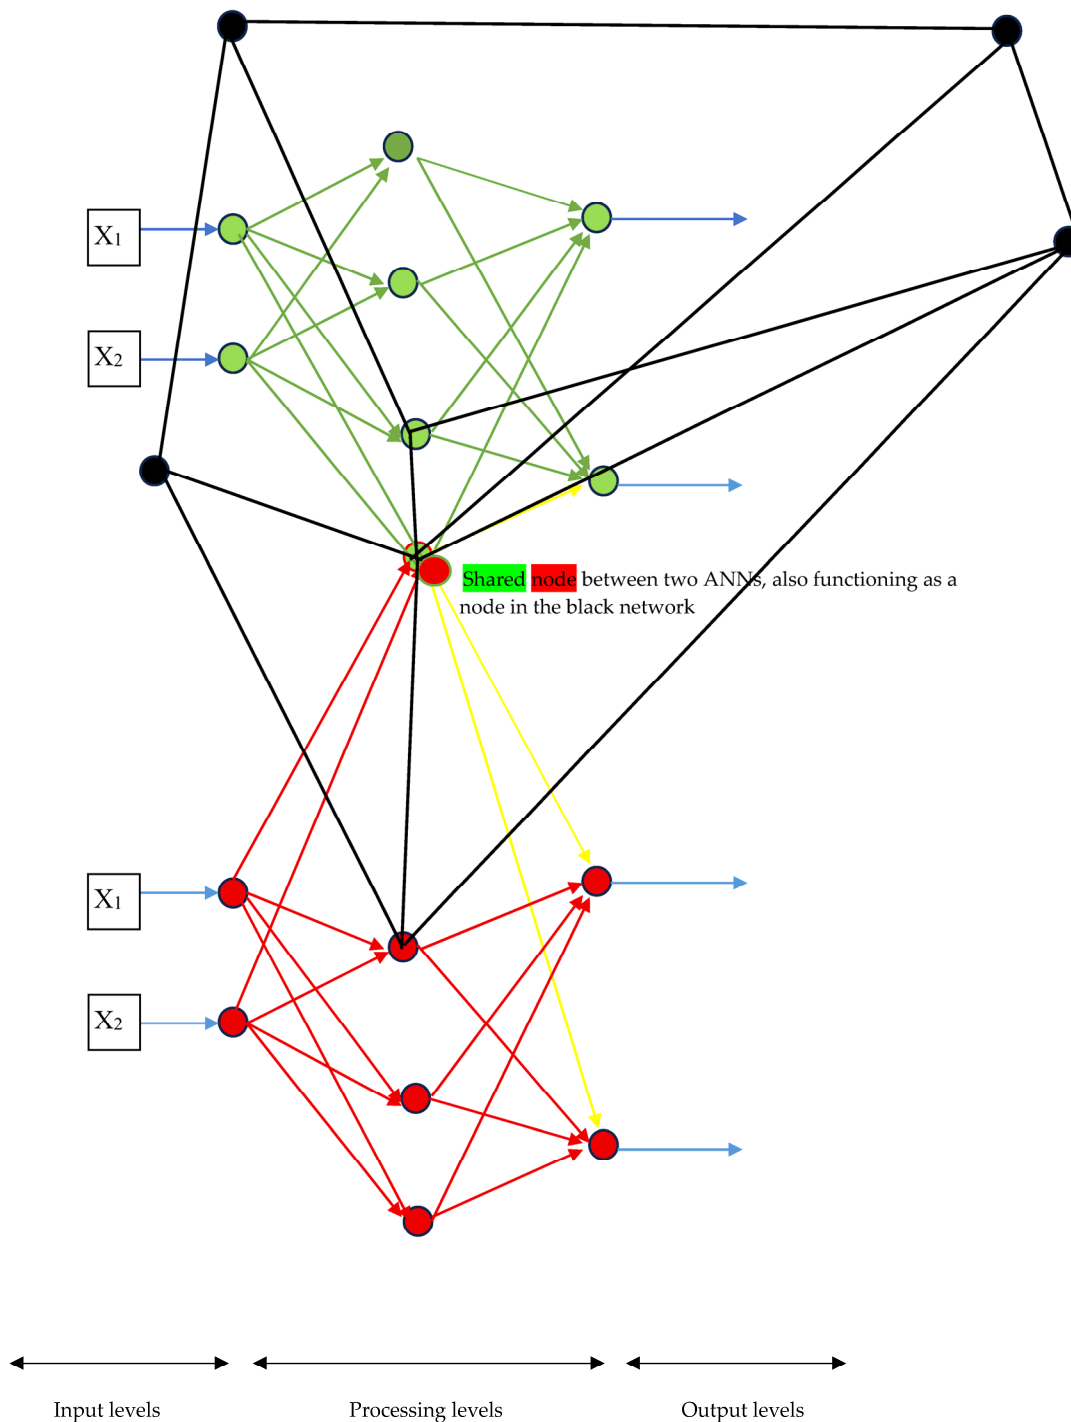 X1
X2
Shared node between two ANNs, also functioning as a
node in the black network
X1
X2
Input levels
Processing levels
Output levels